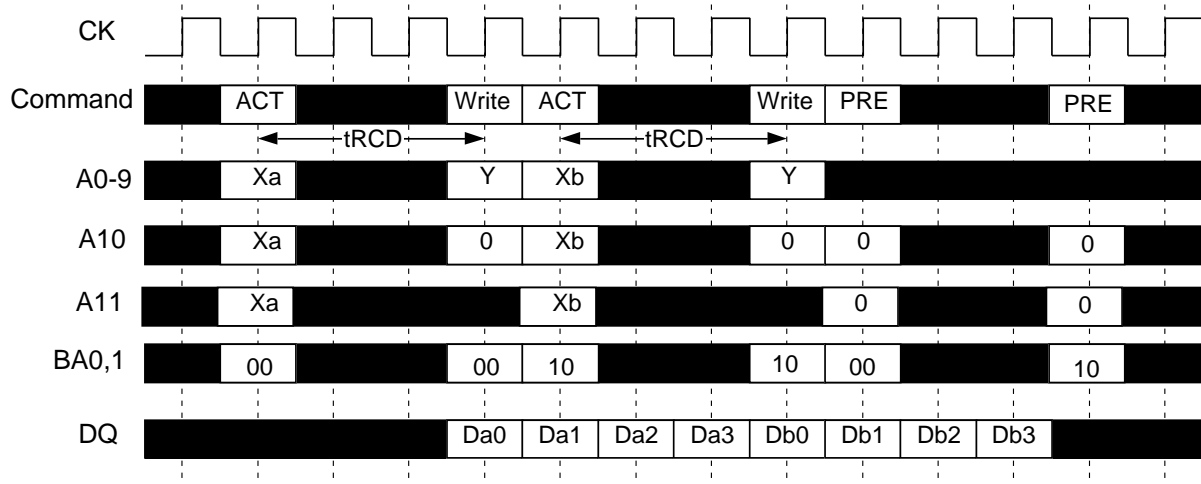 CK
Command ACT Write ACT Write PRE PRE
tRCD tRCD
A0-9 Xa Y Xb Y
A10 Xa 0 Xb 0 0 0
A11 Xa Xb 0 0
BA0,1 00 00 10 10 00 10
DQ Da0 Da1 Da2 Da3 Db0 Db1 Db2 Db3